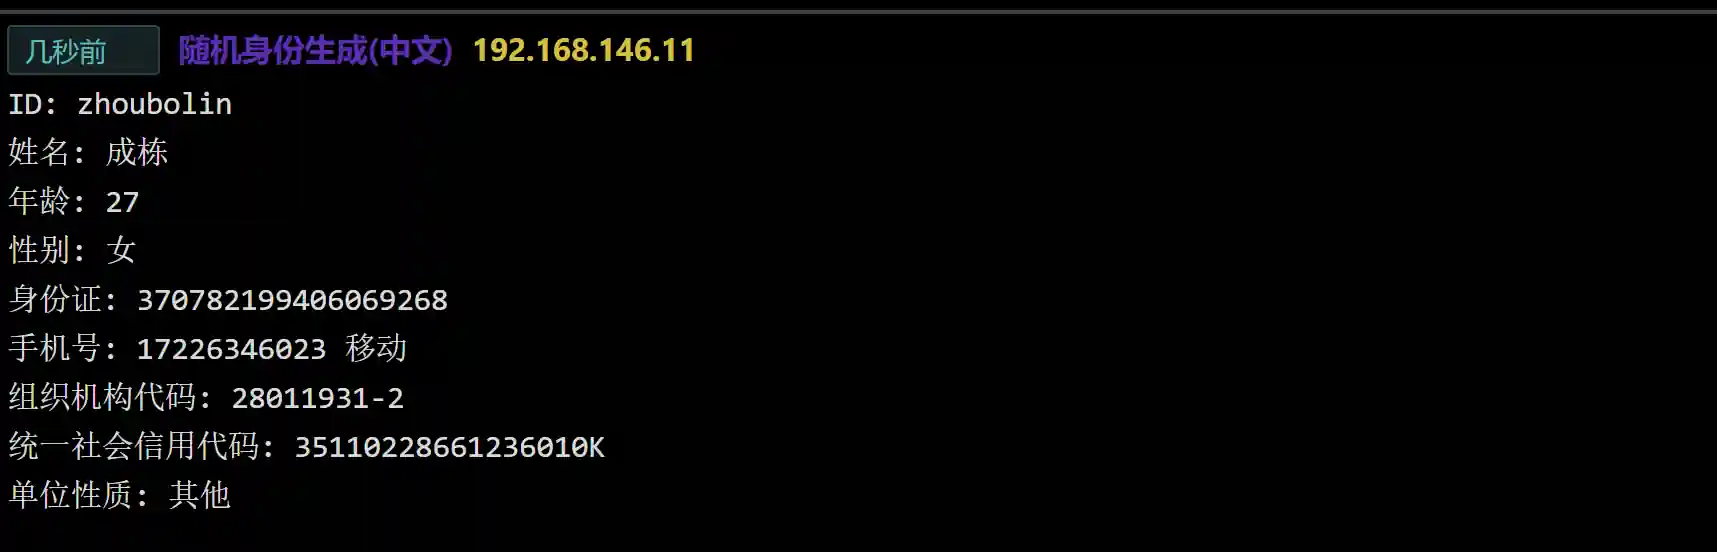 几秒前 随机身份生成(中文) 192.168.146.11
ID: zhoubolin
姓名: 成栋
年龄: 27
性别: 女
身份证: 370782199406069268
手机号: 17226346023 移动
组织机构代码: 28011931-2
统一社会信用代码: 35110228661236010K
单位性质: 其他